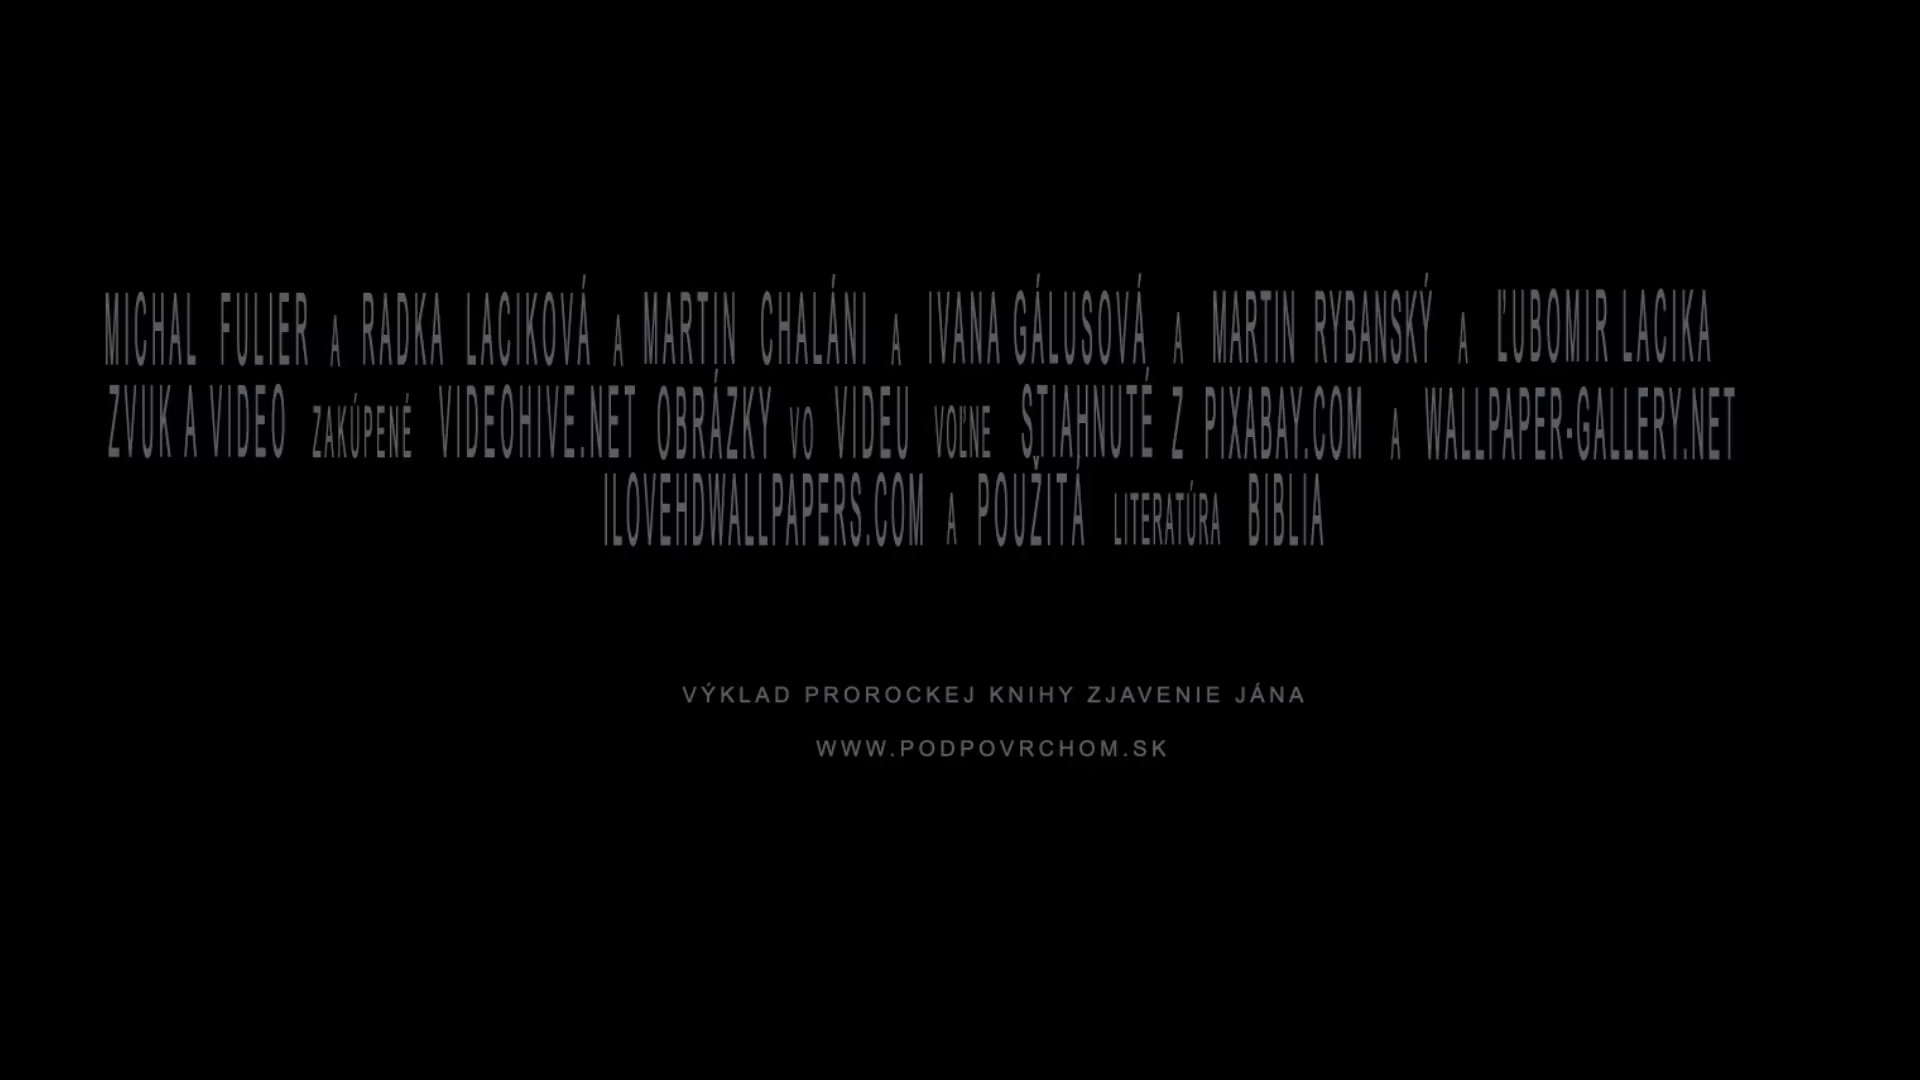 MICHAL FULIER A RADKA LACIKOVÁ A MARTIN CHALÁNI A IVANA GÁLUSOVÁ A MARTIN RYBANSKÝ A ĽUBOMIR LACIKA
ZVUK A VIDEO ZAKÚPENÉ VIDEOHIVE.NET OBRÁZKY VO VIDEU VOĽNE STIAHNUTÉ Z PIXABAY.COM A WALLPAPER-GALLERY.NET
ILOVEHDWALLPAPERS.COM A POUŽITÁ LITERATÚRA BIBLIA
VÝKLAD PROROCKEJ KNIHY ZJAVENIE JÁNA
WWW.PODPOVRCHOM.SK